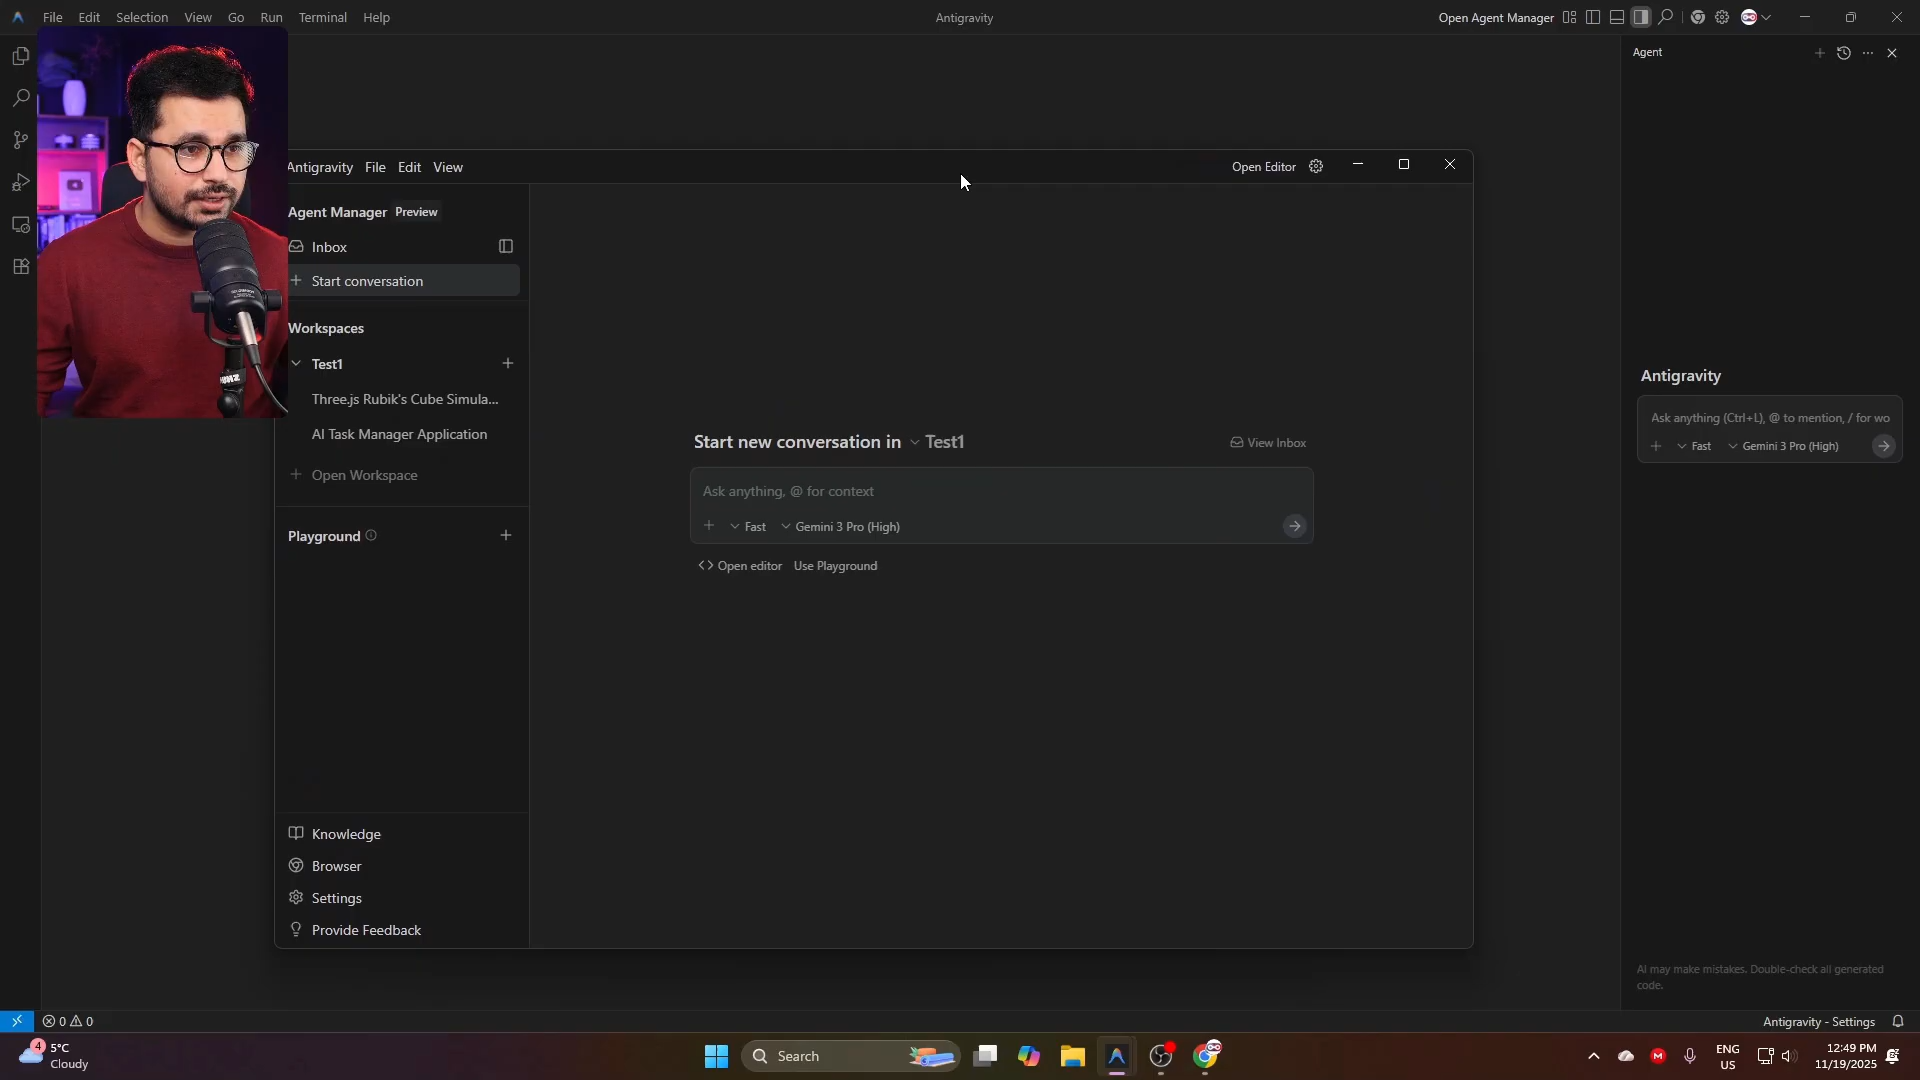 File Edit Selection View Go Run Terminal Help
Antigravity
Open Agent Manager
Agent
Antigravity File Edit View
Open Editor
Agent Manager Preview
Inbox
Start conversation
Workspaces
Test1
Three.js Rubik's Cube Simula...
AI Task Manager Application
Open Workspace
Playground
Knowledge
Browser
Settings
Provide Feedback
Start new conversation in Test1
View Inbox
Ask anything, @ for context
Fast Gemini 3 Pro (High)
<> Open editor Use Playground
Antigravity
Ask anything (Ctrl+L), @ to mention, / for wo
Fast Gemini 3 Pro (High)
AI may make mistakes. Double-check all generated
code.
0 0
Antigravity - Settings
4
5°C
Cloudy
Search
M
ENG
US
12:49 PM
11/19/2025